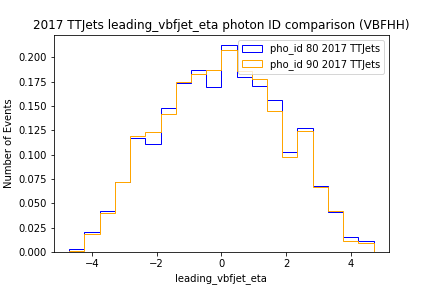 2017 TTJets leading_vbfjet_eta photon ID comparison (VBFHH)
pho_id 80 2017 TTJets
pho_id 90 2017 TTJets
Number of Events
0.200
0.175
0.150
0.125
0.100
0.075
0.050
0.025
0.000
−4
−2
0
2
4
leading_vbfjet_eta